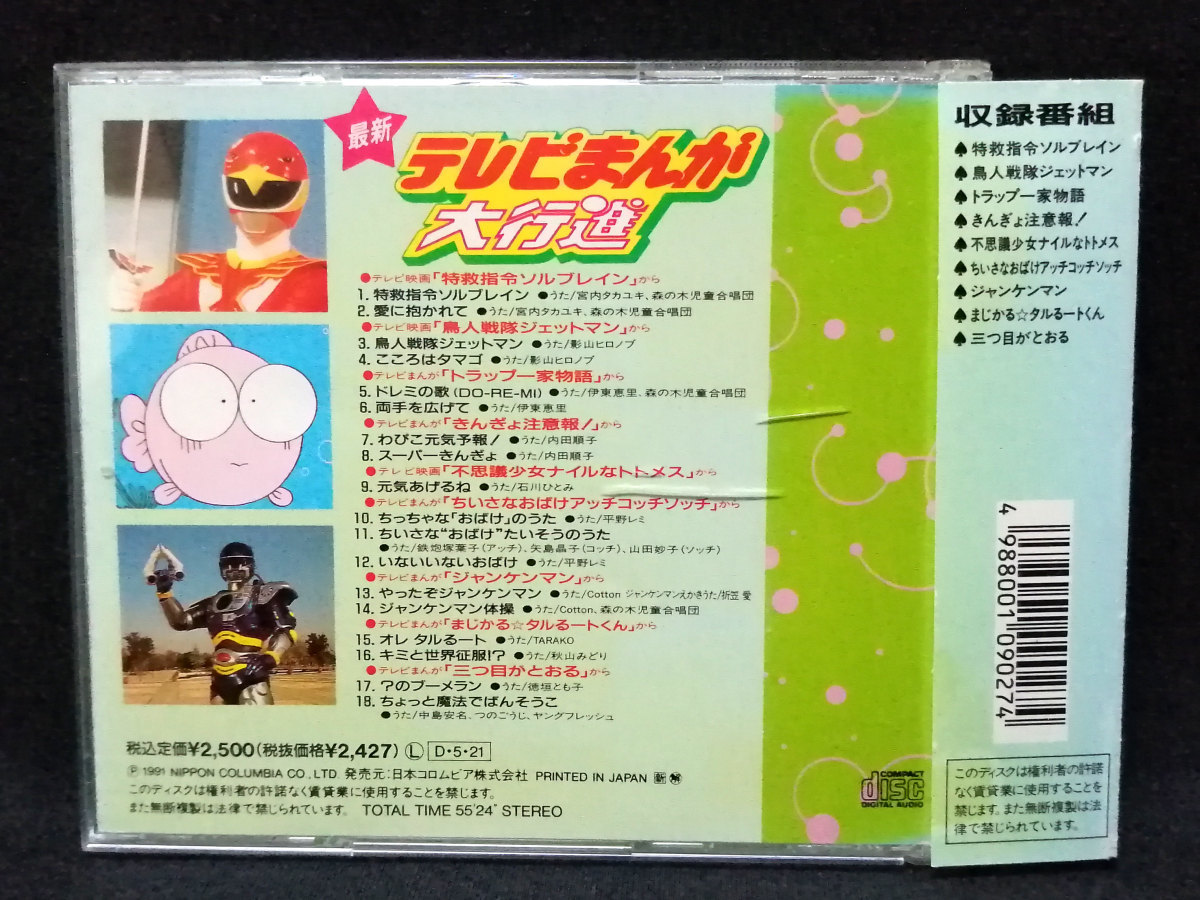 最新
テレビまんが
大行進
●テレビ映画「特救指令ソルブレイン」から
1. 特救指令ソルブレイン ●うた/宮内タカユキ、森の木児童合唱団
2. 愛に抱かれて ●うた/宮内タカユキ、森の木児童合唱団
●テレビ映画「鳥人戦隊ジェットマン」から
3. 鳥人戦隊ジェットマン ●うた/影山ヒロノブ
4. こころはタマゴ ●うた/影山ヒロノブ
●テレビまんが「トラップ一家物語」から
5. ドレミの歌(DO-RE-MI) ●うた/伊東恵里、森の木児童合唱団
6. 両手を広げて ●うた/伊東恵里
●テレビまんが「きんぎょ注意報!」から
7. わぴこ元気予報! ●うた/内田順子
8. スーパーきんぎょ ●うた/内田順子
●テレビ映画「不思議少女ナイルなトトメス」から
9. 元気あげるね ●うた/石川ひとみ
●テレビまんが「ちいさなおばけアッチコッチソッチ」から
10. ちっちゃな「おばけ」のうた ●うた/平野レミ
11. ちいさな“おばけ”たいそうのうた
●うた/鉄炮塚葉子(アッチ)、矢島晶子(コッチ)、山田妙子(ソッチ)
12. いないいないおばけ ●うた/平野レミ
●テレビまんが「ジャンケンマン」から
13. やったぞジャンケンマン ●うた/Cotton ジャンケンマンえかきうた/折笠 愛
14. ジャンケンマン体操 ●うた/Cotton、森の木児童合唱団
●テレビまんが「まじかる☆タルるートくん」から
15. オレ タルるート ●うた/TARAKO
16. キミと世界征服!? ●うた/秋山みどり
●テレビまんが「三つ目がとおる」から
17. ?のブーメラン ●うた/徳垣とも子
18. ちょっと魔法でばんそうこ
●うた/中島安名、つのごうじ、ヤングフレッシュ
税込定価¥2,500(税抜価格¥2,427) Ⓛ D・5・21
Ⓟ 1991 NIPPON COLUMBIA CO., LTD. 発売元:日本コロムビア株式会社 PRINTED IN JAPAN
このディスクは権利者の許諾なく賃貸業に使用することを禁じます。
また無断複製は法律で禁じられています。 TOTAL TIME 55'24" STEREO
COMPACT
disc
DIGITAL AUDIO
収録番組
♠特救指令ソルブレイン
♠鳥人戦隊ジェットマン
♠トラップ一家物語
♠きんぎょ注意報!
♠不思議少女ナイルなトトメス
♠ちいさなおばけアッチコッチソッチ
♠ジャンケンマン
♠まじかる☆タルるートくん
♠三つ目がとおる
4 988001 090274
このディスクは権利者の許諾
なく賃貸業に使用することを
禁じます。また無断複製は法
律で禁じられています。